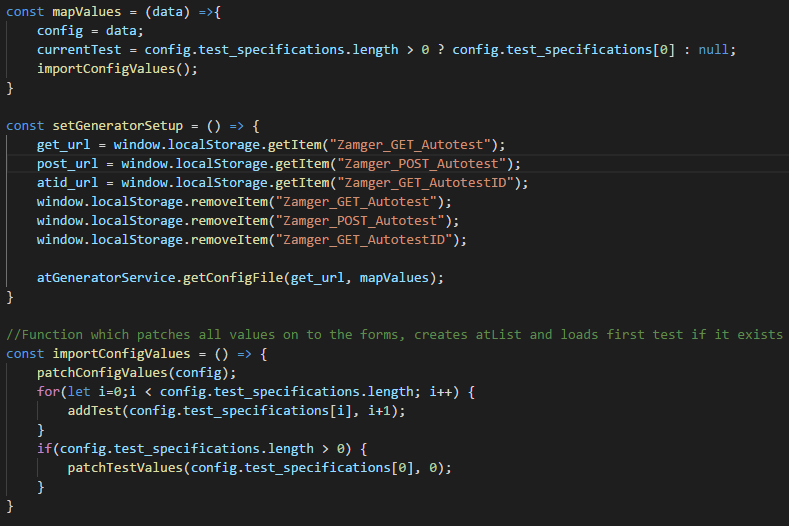 const mapValues = (data) =>{
    config = data;
    currentTest = config.test_specifications.length > 0 ? config.test_specifications[0] : null;
    importConfigValues();
}

const setGeneratorSetup = () => {
    get_url = window.localStorage.getItem("Zamger_GET_Autotest");
    post_url = window.localStorage.getItem("Zamger_POST_Autotest");
    atid_url = window.localStorage.getItem("Zamger_GET_AutotestID");
    window.localStorage.removeItem("Zamger_GET_Autotest");
    window.localStorage.removeItem("Zamger_POST_Autotest");
    window.localStorage.removeItem("Zamger_GET_AutotestID");

    atGeneratorService.getConfigFile(get_url, mapValues);
}

//Function which patches all values on to the forms, creates atList and loads first test if it exists
const importConfigValues = () => {
    patchConfigValues(config);
    for(let i=0;i < config.test_specifications.length; i++) {
        addTest(config.test_specifications[i], i+1);
    }
    if(config.test_specifications.length > 0) {
        patchTestValues(config.test_specifications[0], 0);
    }
}